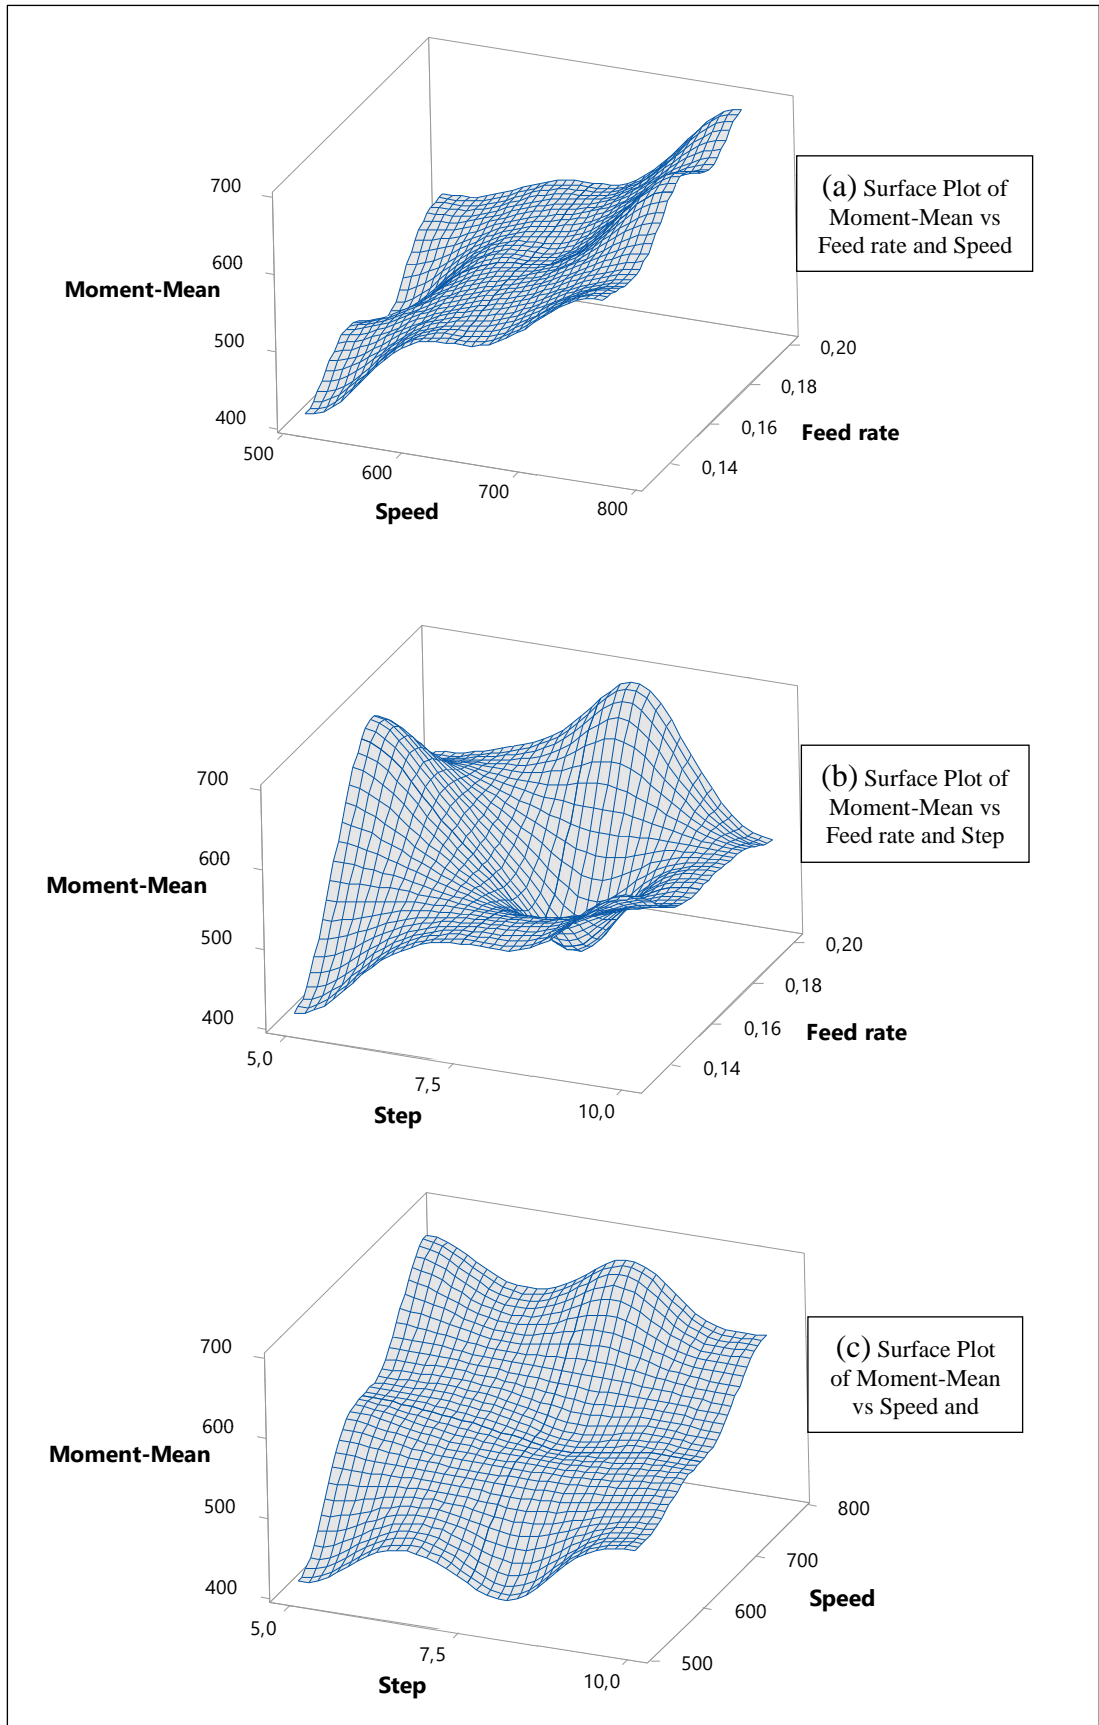 700
600
Moment-Mean
500
400
500
600
700
800
Speed
0,14
0,16
0,18
0,20
Feed rate
(a) Surface Plot of
Moment-Mean vs
Feed rate and Speed
700
600
Moment-Mean
500
400
5,0
7,5
10,0
Step
0,14
0,16
0,18
0,20
Feed rate
(b) Surface Plot of
Moment-Mean vs
Feed rate and Step
700
600
Moment-Mean
500
400
5,0
7,5
10,0
Step
500
600
700
800
Speed
(c) Surface Plot
of Moment-Mean
vs Speed and